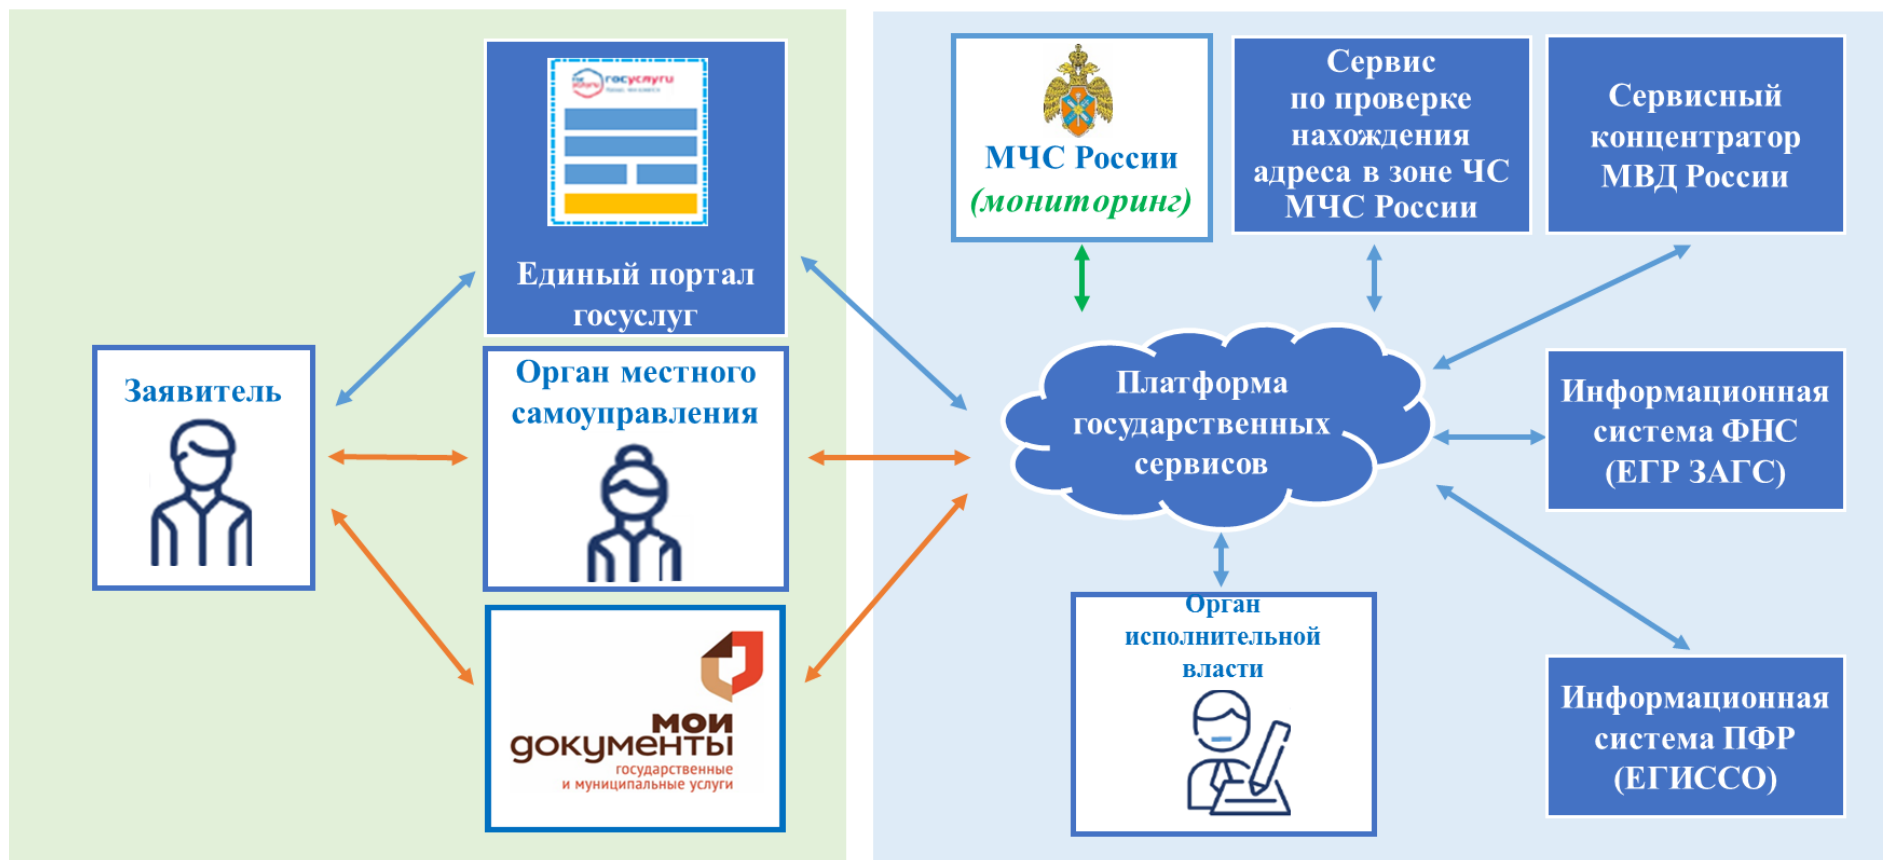 госуслуги
Единый портал
госуслуг
Заявитель
Орган местного
самоуправления
мои
документы
государственные
и муниципальные услуги
МЧС России
(мониторинг)
Сервис
по проверке
нахождения
адреса в зоне ЧС
МЧС России
Сервисный
концентратор
МВД России
Платформа
государственных
сервисов
Информационная
система ФНС
(ЕГР ЗАГС)
Орган
исполнительной
власти
Информационная
система ПФР
(ЕГИССО)